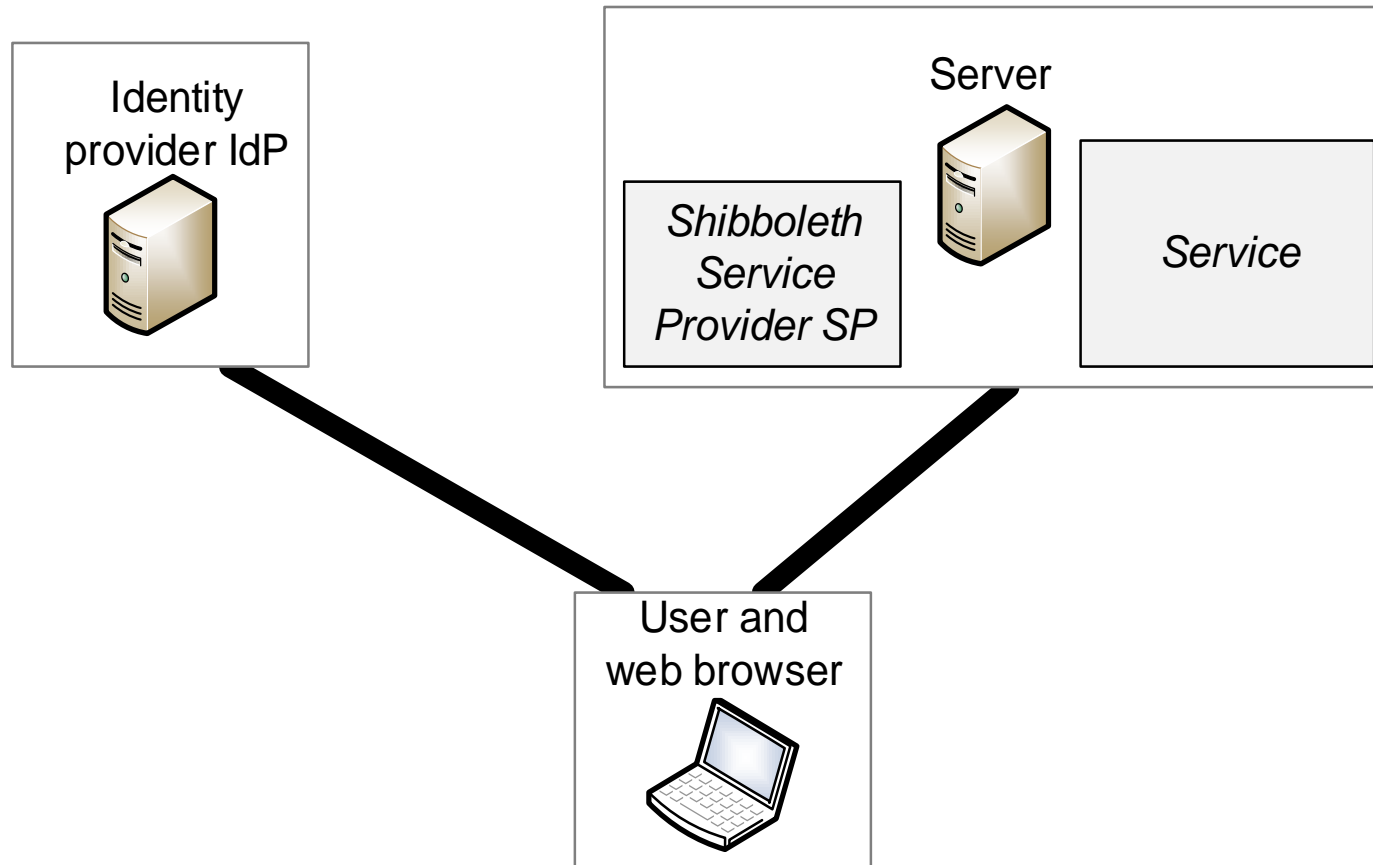 Identity
provider IdP
Server
Shibboleth
Service
Provider SP
Service
User and
web browser